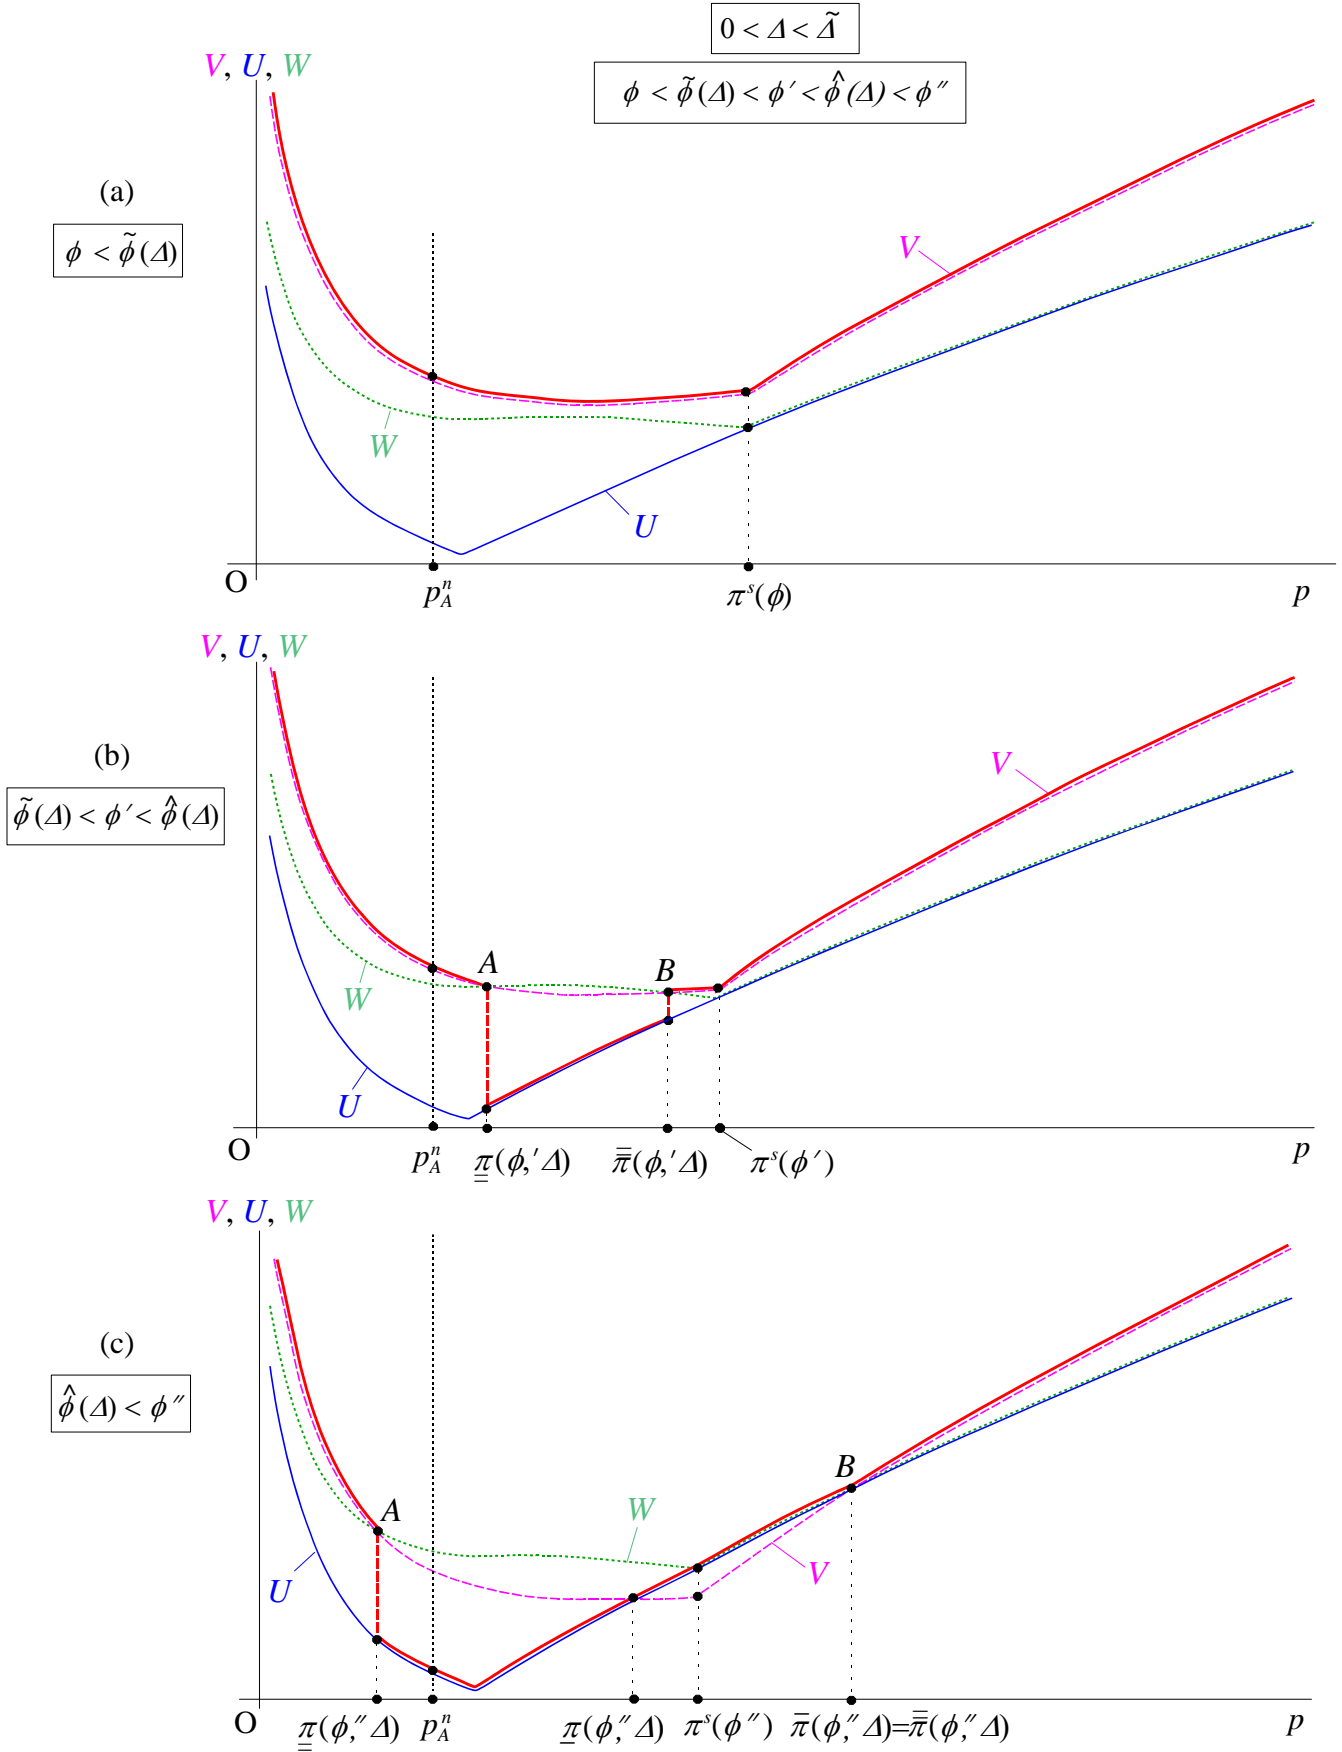 0 < Δ < Δ̃
ϕ < ϕ̃(Δ) < ϕ′ < ϕ̂(Δ) < ϕ″
V, U, W
(a)
ϕ < ϕ̃(Δ)
V
W
U
O
p_A^n
π^s(ϕ)
p
V, U, W
(b)
ϕ̃(Δ) < ϕ′ < ϕ̂(Δ)
V
A
B
W
U
O
p_A^n
π̳(ϕ,′Δ)
π̿(ϕ,′Δ)
π^s(ϕ′)
p
V, U, W
(c)
ϕ̂(Δ) < ϕ″
A
B
W
V
U
O
π̳(ϕ,″Δ)
p_A^n
π̲(ϕ,″Δ)
π^s(ϕ″)
π̄(ϕ,″Δ)=π̿(ϕ,″Δ)
p